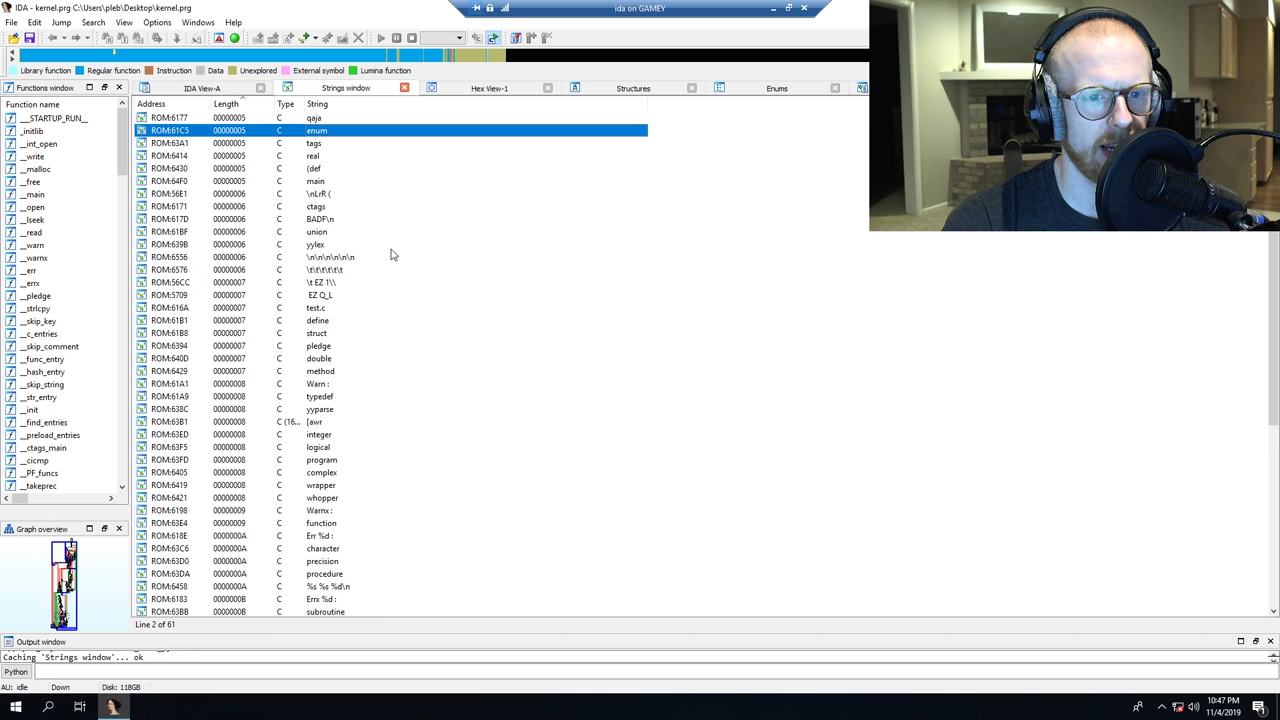 IDA - kernel.prg C:\Users\pleb\Desktop\kernel.prg
ida on GAMEY
File Edit Jump Search View Options Windows Help
Library function Regular function Instruction Data Unexplored External symbol Lumina function
Functions window
IDA View-A Strings window Hex View-1 Structures Enums
Function name
___STARTUP_RUN__
_initlib
__int_open
__write
__malloc
__free
__main
__open
__lseek
__read
__warn
__warnx
__err
__errx
__pledge
__strlcpy
__skip_key
__c_entries
__skip_comment
__func_entry
__hash_entry
__skip_string
__str_entry
__init
__find_entries
__preload_entries
__ctags_main
__cicmp
__PF_funcs
__takeprec
Graph overview
Address Length Type String
ROM:6177 00000005 C qaja
ROM:61C5 00000005 C enum
ROM:63A1 00000005 C tags
ROM:6414 00000005 C real
ROM:6430 00000005 C (def
ROM:64F0 00000005 C main
ROM:56E1 00000006 C \nLrR (
ROM:6171 00000006 C ctags
ROM:617D 00000006 C BADF\n
ROM:61BF 00000006 C union
ROM:639B 00000006 C yylex
ROM:6556 00000006 C \n\n\n\n\n
ROM:6576 00000006 C \t\t\t\t\t
ROM:56CC 00000007 C \t EZ 1\\
ROM:5709 00000007 C EZ Q_L
ROM:616A 00000007 C test.c
ROM:61B1 00000007 C define
ROM:61B8 00000007 C struct
ROM:6394 00000007 C pledge
ROM:640D 00000007 C double
ROM:6429 00000007 C method
ROM:61A1 00000008 C Warn :
ROM:61A9 00000008 C typedef
ROM:638C 00000008 C yyparse
ROM:63B1 00000008 C (16... [awr
ROM:63ED 00000008 C integer
ROM:63F5 00000008 C logical
ROM:63FD 00000008 C program
ROM:6405 00000008 C complex
ROM:6419 00000008 C wrapper
ROM:6421 00000008 C whopper
ROM:6198 00000009 C Warnx :
ROM:63E4 00000009 C function
ROM:618E 0000000A C Err %d :
ROM:63C6 0000000A C character
ROM:63D0 0000000A C precision
ROM:63DA 0000000A C procedure
ROM:6458 0000000A C %s %s %d\n
ROM:6183 0000000B C Errx %d :
ROM:63BB 0000000B C subroutine
Line 2 of 61
Output window
Caching 'Strings window'... ok
Python
AU: idle Down Disk: 118GB
10:47 PM
11/4/2019